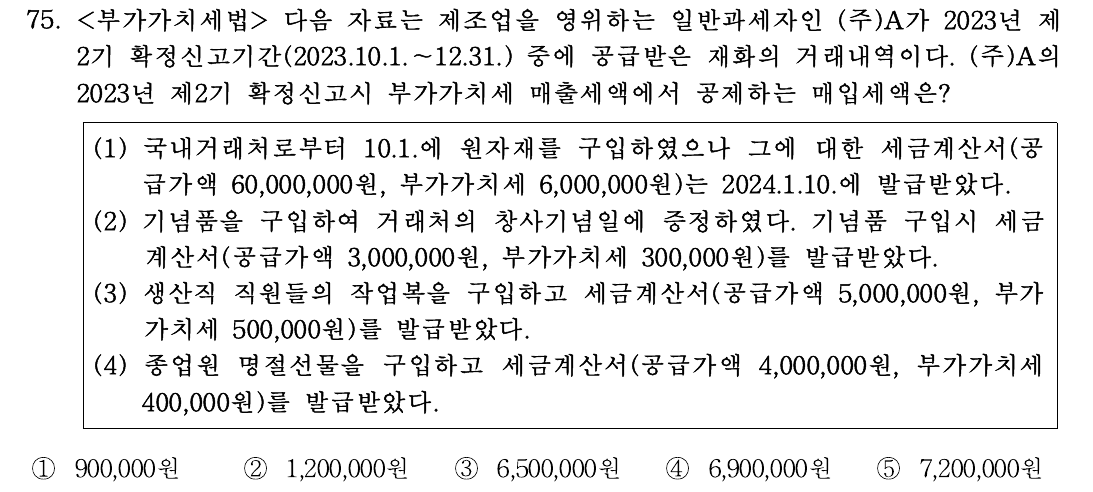 75. <부가가치세법> 다음 자료는 제조업을 영위하는 일반과세자인 (주)A가 2023년 제
2기 확정신고기간(2023.10.1.~12.31.) 중에 공급받은 재화의 거래내역이다. (주)A의
2023년 제2기 확정신고시 부가가치세 매출세액에서 공제하는 매입세액은?
(1) 국내거래처로부터 10.1.에 원자재를 구입하였으나 그에 대한 세금계산서(공
급가액 60,000,000원, 부가가치세 6,000,000원)는 2024.1.10.에 발급받았다.
(2) 기념품을 구입하여 거래처의 창사기념일에 증정하였다. 기념품 구입시 세금
계산서(공급가액 3,000,000원, 부가가치세 300,000원)를 발급받았다.
(3) 생산직 직원들의 작업복을 구입하고 세금계산서(공급가액 5,000,000원, 부가
가치세 500,000원)를 발급받았다.
(4) 종업원 명절선물을 구입하고 세금계산서(공급가액 4,000,000원, 부가가치세
400,000원)를 발급받았다.
① 900,000원 ② 1,200,000원 ③ 6,500,000원 ④ 6,900,000원 ⑤ 7,200,000원